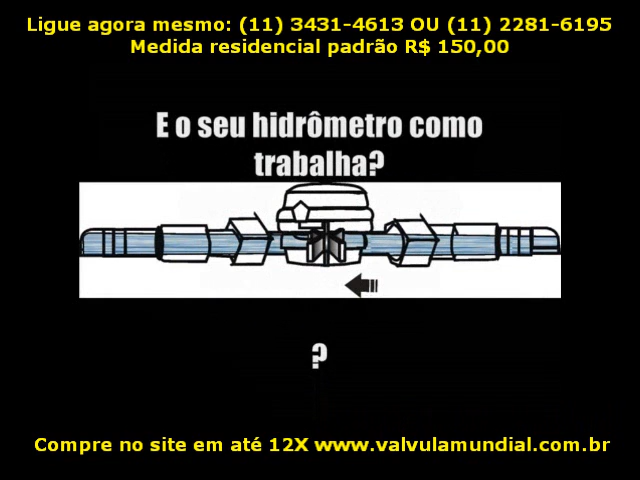 Ligue agora mesmo: (11) 3431-4613 OU (11) 2281-6195
Medida residencial padrão R$ 150,00
E o seu hidrômetro como
trabalha?
?
Compre no site em até 12X www.valvulamundial.com.br